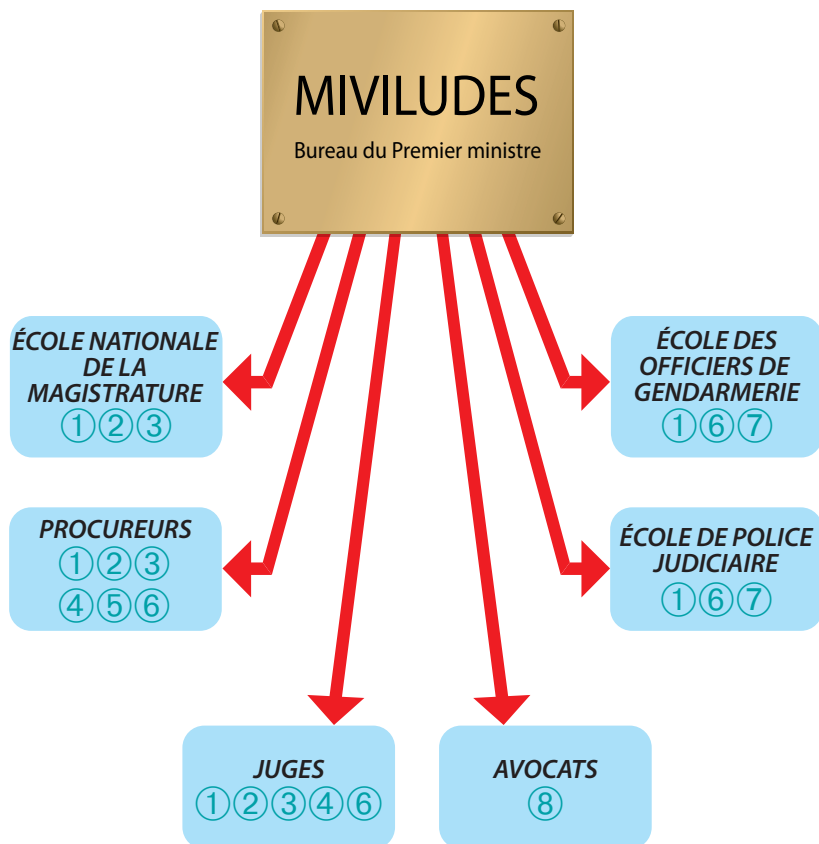 MIVILUDES
Bureau du Premier ministre
ÉCOLE NATIONALE
DE LA
MAGISTRATURE
①②③
ÉCOLE DES
OFFICIERS DE
GENDARMERIE
①⑥⑦
PROCUREURS
①②③
④⑤⑥
ÉCOLE DE POLICE
JUDICIAIRE
①⑥⑦
JUGES
①②③④⑥
AVOCATS
⑧